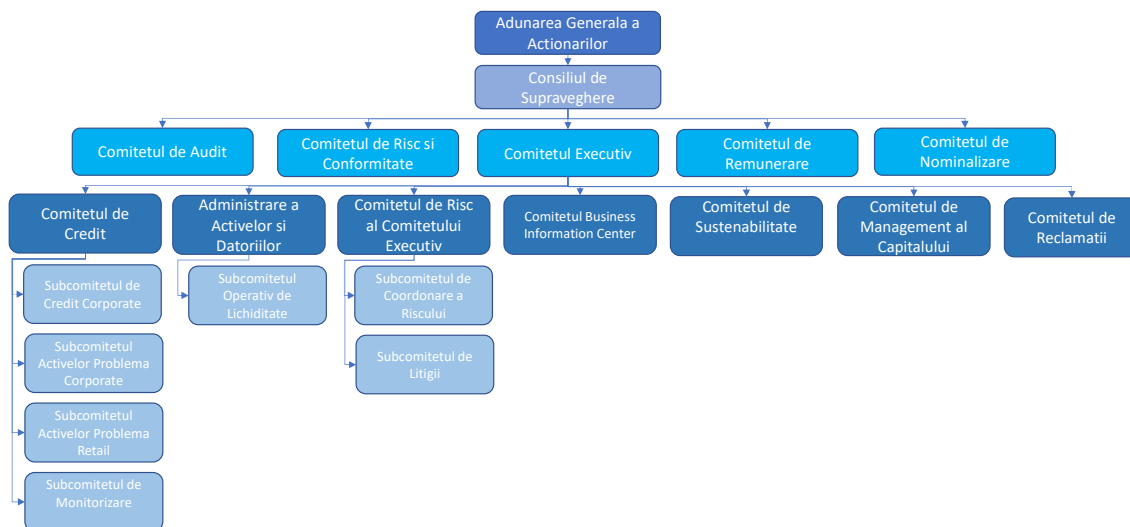 Adunarea Generala a
Actionarilor
Consiliul de
Supraveghere
Comitetul de Audit
Comitetul de Risc si
Conformitate
Comitetul Executiv
Comitetul de
Remunerare
Comitetul de
Nominalizare
Comitetul de
Credit
Administrare a
Activelor si
Datoriilor
Comitetul de Risc
al Comitetului
Executiv
Comitetul Business
Information Center
Comitetul de
Sustenabilitate
Comitetul de
Management al
Capitalului
Comitetul de
Reclamatii
Subcomitetul de
Credit Corporate
Subcomitetul
Operativ de
Lichiditate
Subcomitetul de
Coordonare a
Riscului
Subcomitetul
Activelor Problema
Corporate
Subcomitetul de
Litigii
Subcomitetul
Activelor Problema
Retail
Subcomitetul de
Monitorizare